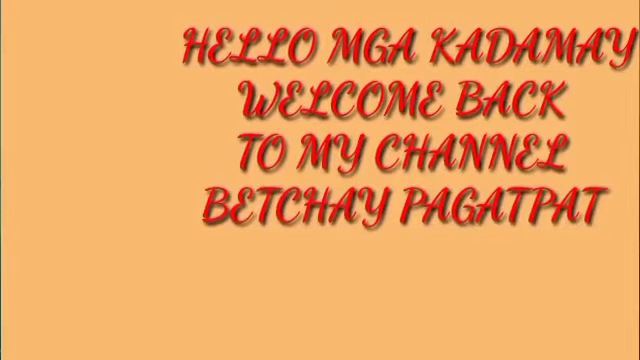 HELLO MGA KADAMAY
WELCOME BACK
TO MY CHANNEL
BETCHAY PAGATPAT